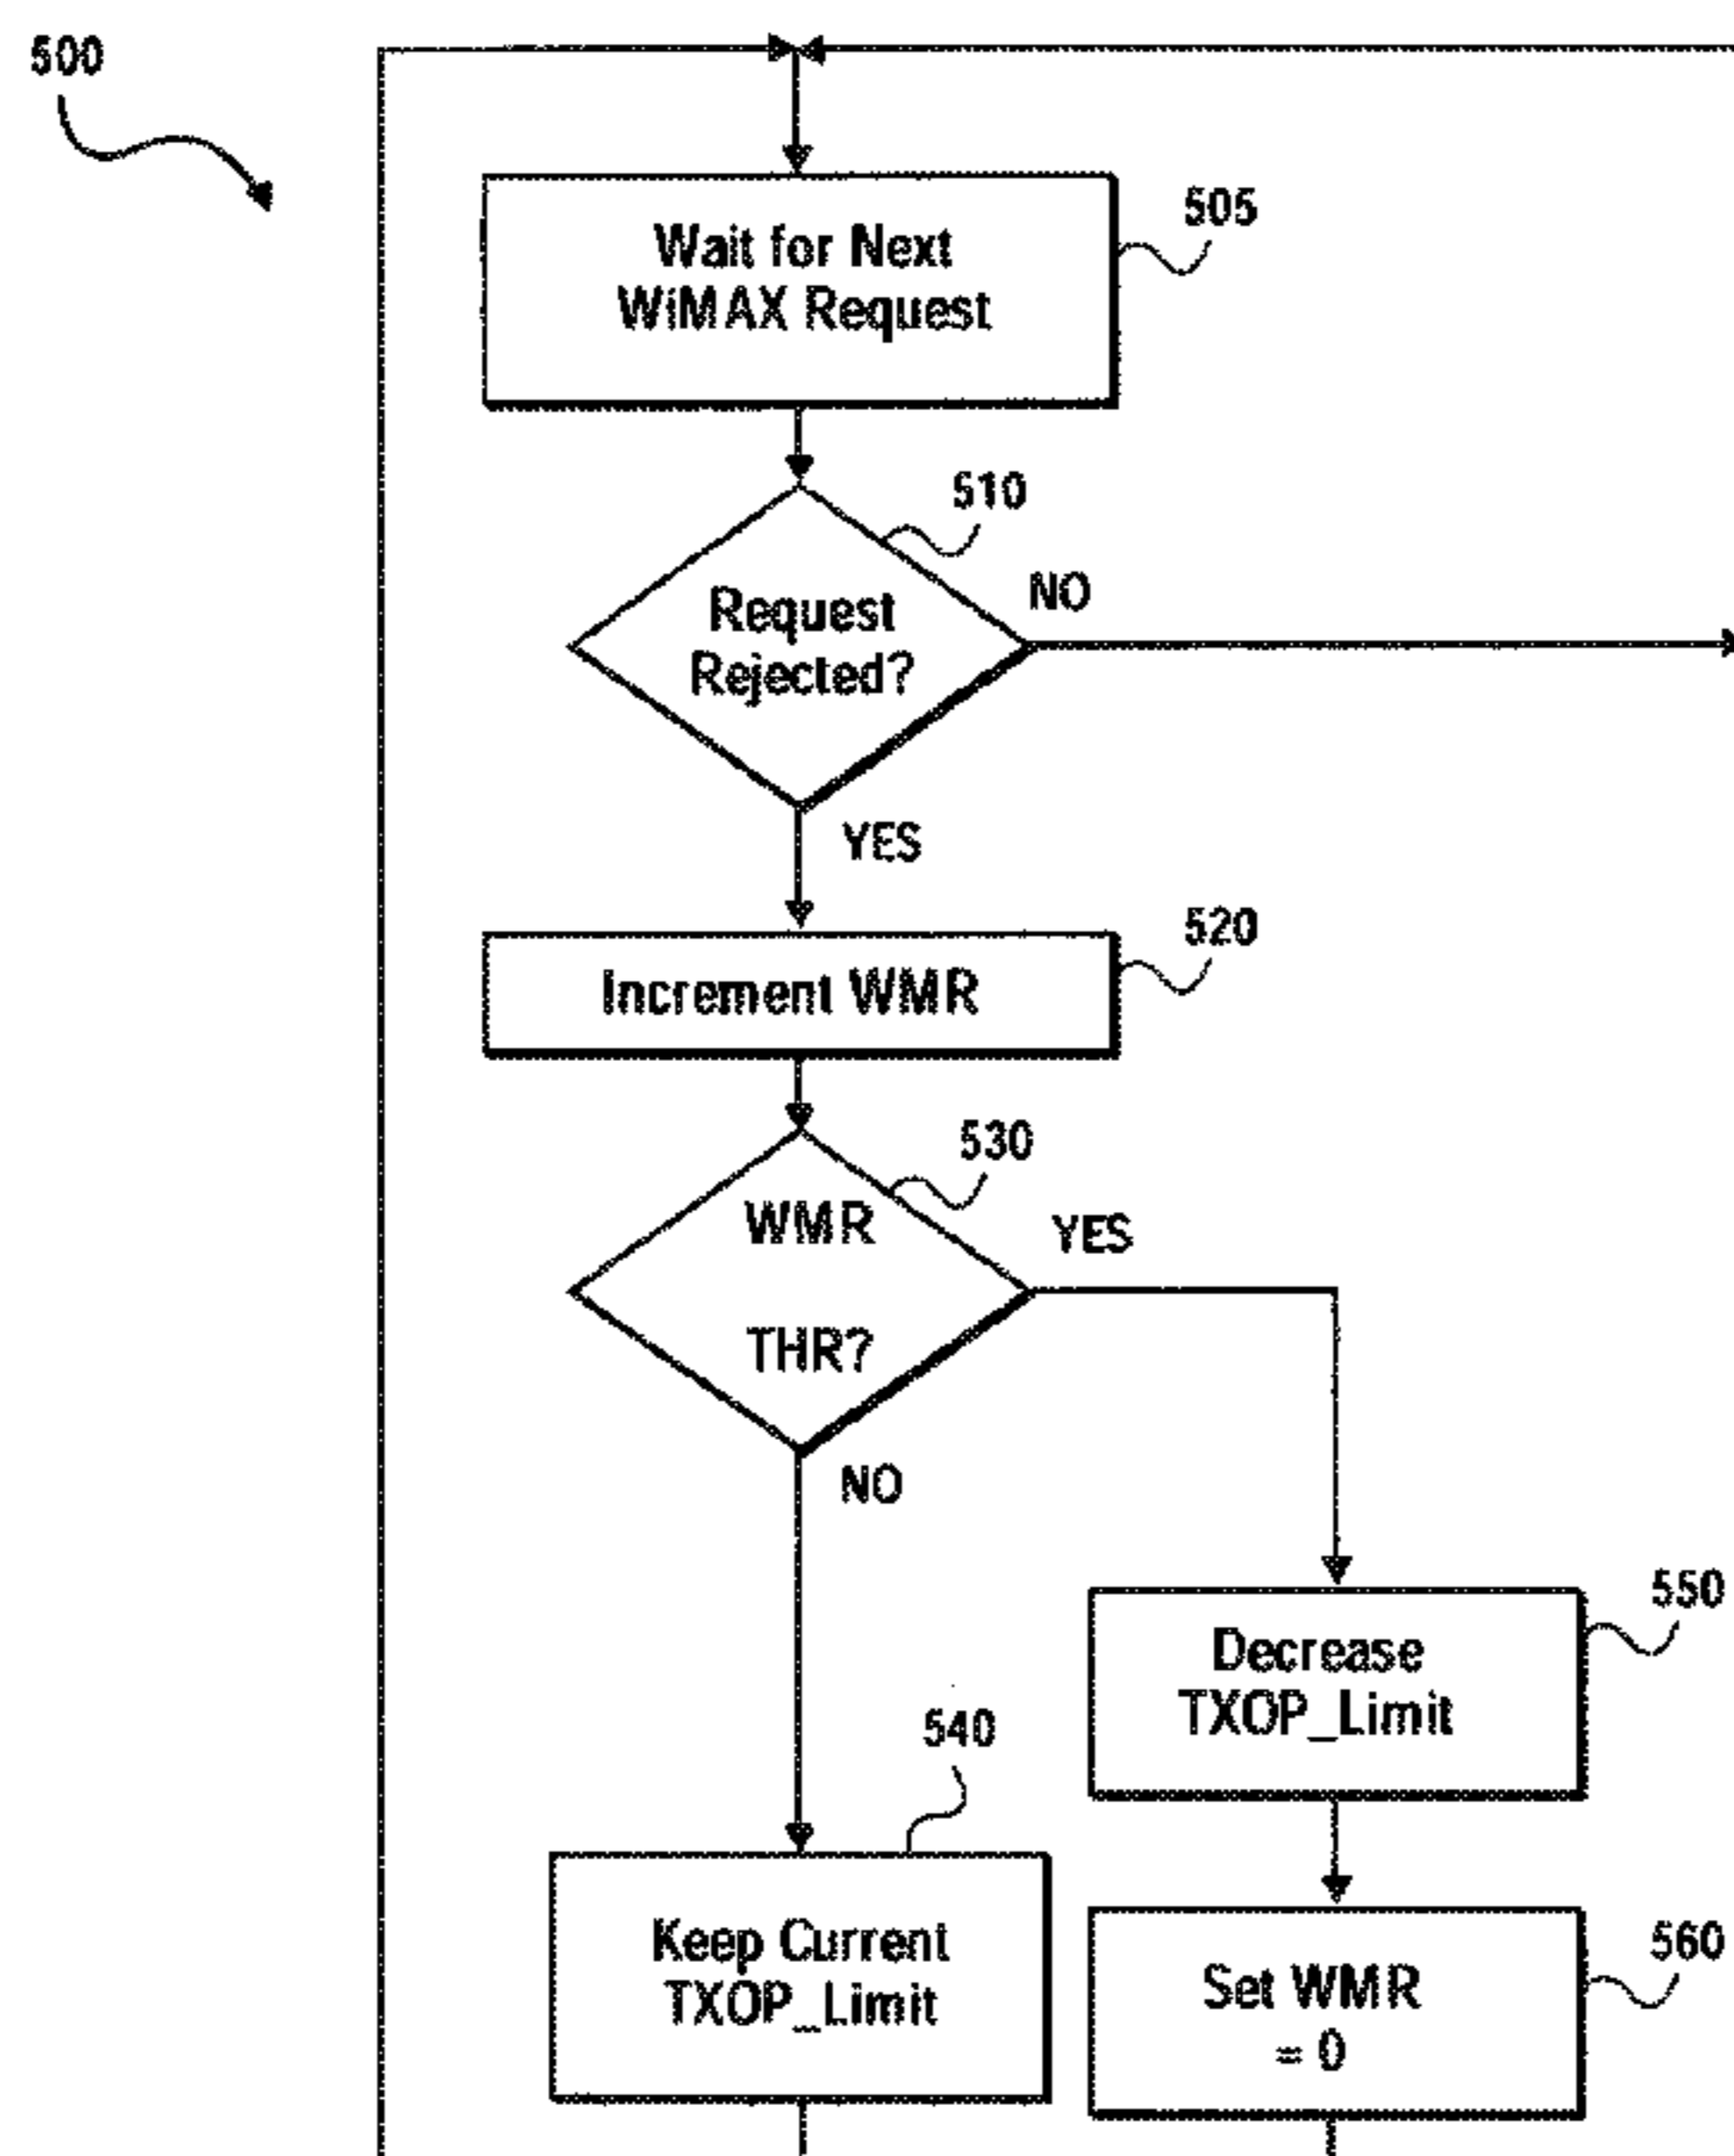 500
505
Wait for Next
WiMAX Request
510
Request
Rejected?
NO
YES
520
Increment WMR
530
WMR
THR?
YES
NO
550
Decrease
TXOP_Limit
540
Keep Current
TXOP_Limit
560
Set WMR
= 0